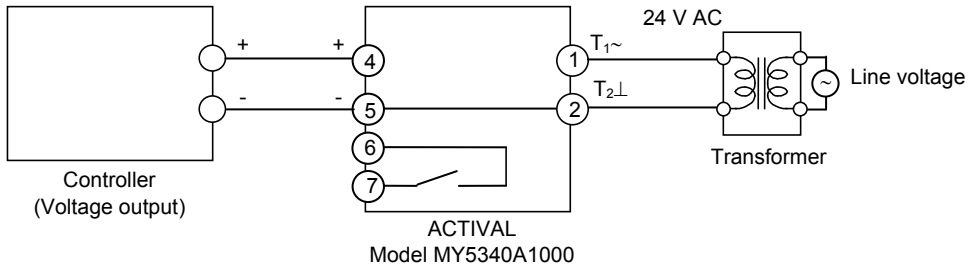 24 V AC
+ + 4 1 T₁~
Line voltage
~
- - 5 2 T₂⊥
6
7
Transformer
Controller
(Voltage output)
ACTIVAL
Model MY5340A1000